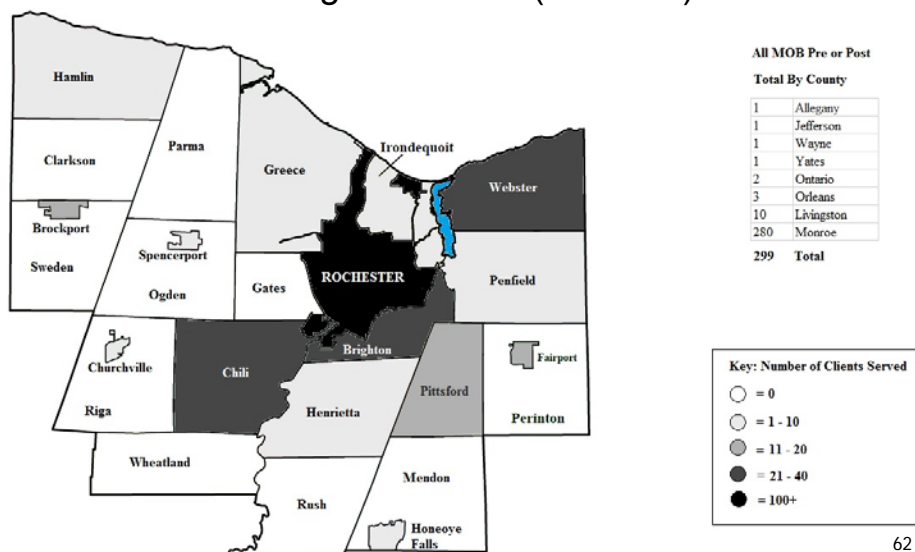 Hamlin
Clarkson
Parma
Greece
Irondequoit
Webster
Brockport
Sweden
Spencerport
Ogden
Gates
ROCHESTER
Penfield
Churchville
Riga
Chili
Brighton
Henrietta
Pittsford
Fairport
Perinton
Wheatland
Rush
Mendon
Honeoye
Falls
All MOB Pre or Post
Total By County
1 Allegany
1 Jefferson
1 Wayne
1 Yates
2 Ontario
3 Orleans
10 Livingston
280 Monroe
299 Total
Key: Number of Clients Served
= 0
= 1 - 10
= 11 - 20
= 21 - 40
= 100+
62